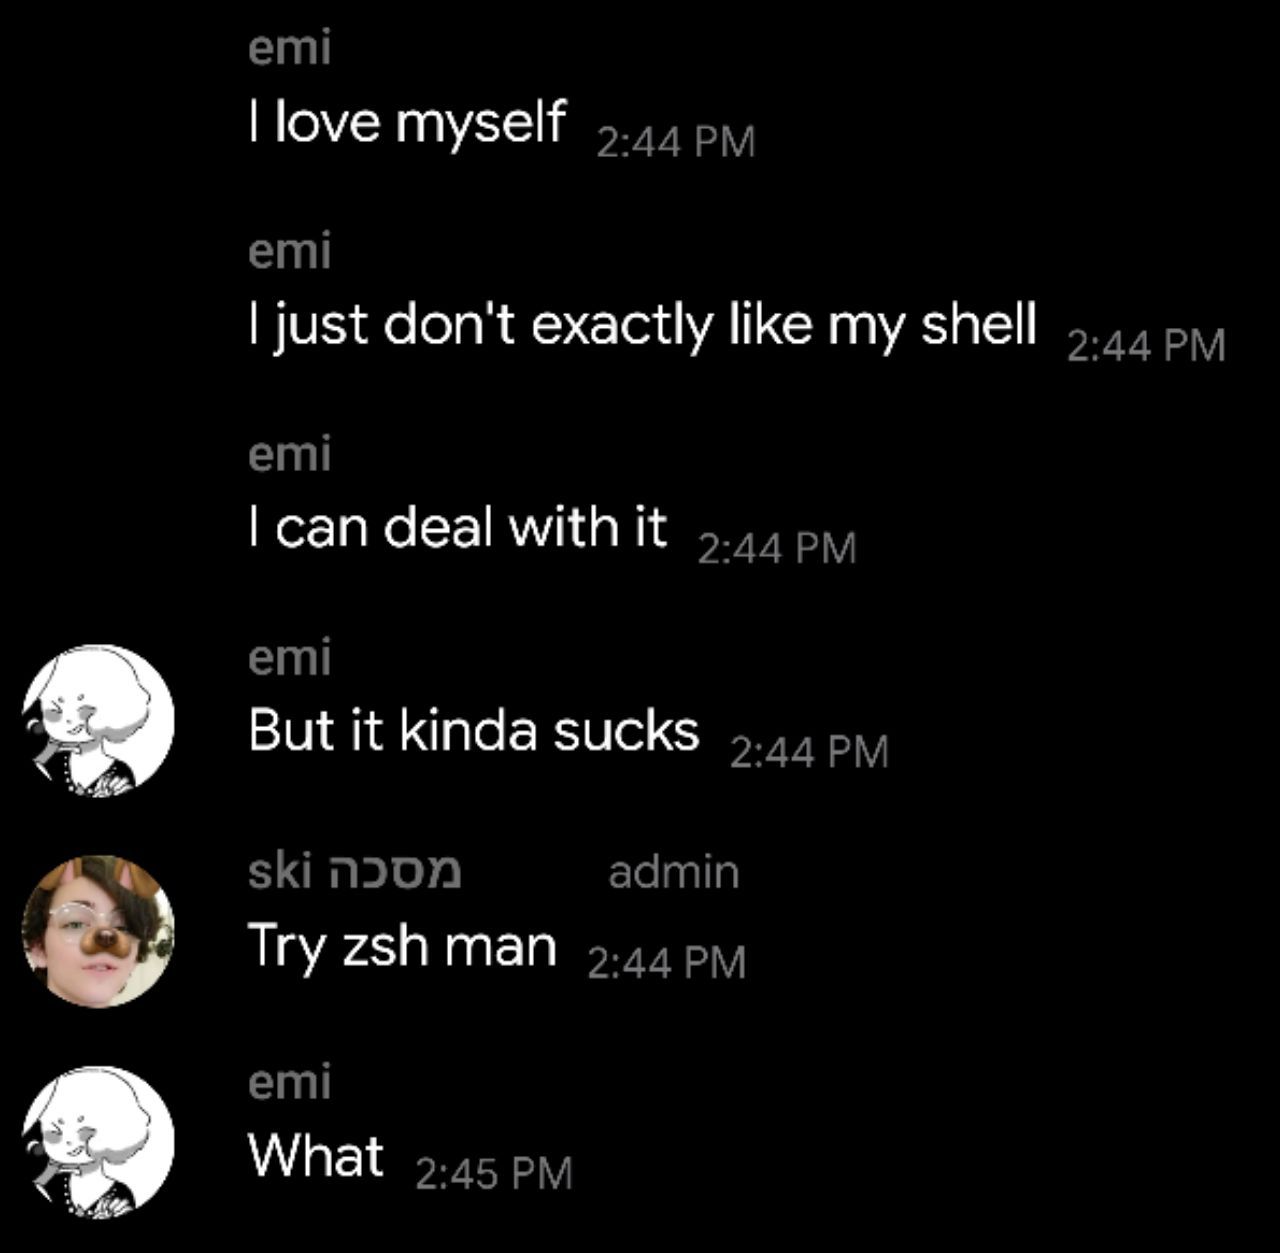 emi
I love myself 2:44 PM
emi
I just don't exactly like my shell 2:44 PM
emi
I can deal with it 2:44 PM
emi
But it kinda sucks 2:44 PM
ski מסכה admin
Try zsh man 2:44 PM
emi
What 2:45 PM